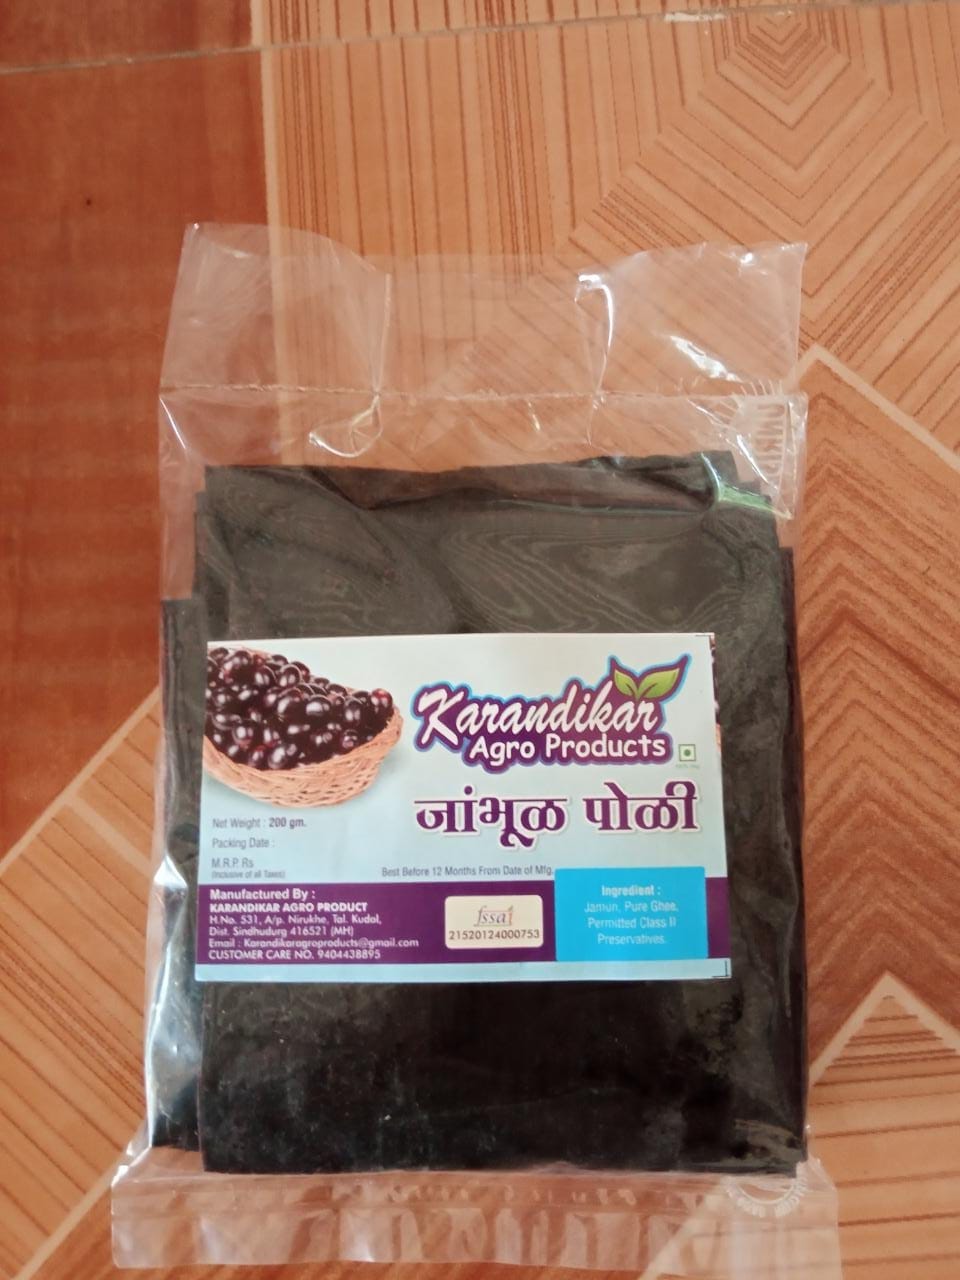 Karandikar
Agro Products
जांभूळ पोळी
Net Weight : 200 gm.
Packing Date :
M.R.P. Rs
(Inclusive of all Taxes)
Best Before 12 Months From Date of Mfg.
Manufactured By :
KARANDIKAR AGRO PRODUCT
H.No. 531, A/p. Nirukhe, Tal. Kudal,
Dist. Sindhudurg 416521 (MH)
Email : Karandikaragroproducts@gmail.com
CUSTOMER CARE NO. 9404438895
fssai
21520124000753
Ingredient :
Jamun, Pure Ghee,
Permitted Class II
Preservatives.